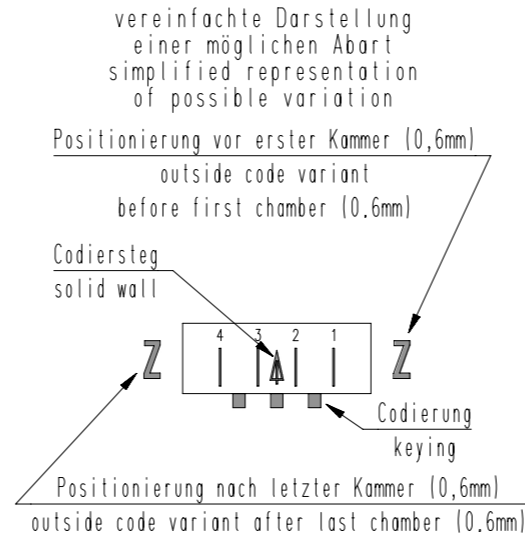 vereinfachte Darstellung
einer möglichen Abart
simplified representation
of possible variation
Positionierung vor erster Kammer (0,6mm)
outside code variant
before first chamber (0.6mm)
Codiersteg
solid wall
4 3 2 1
Z Z
Codierung
keying
Positionierung nach letzter Kammer (0,6mm)
outside code variant after last chamber (0.6mm)